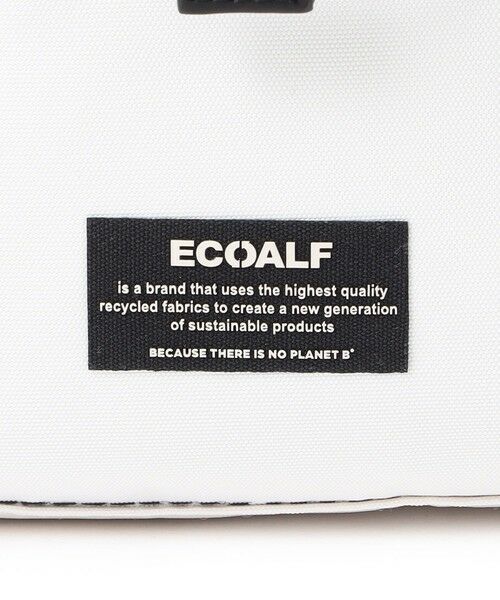 ECOALF
is a brand that uses the highest quality
recycled fabrics to create a new generation
of sustainable products
BECAUSE THERE IS NO PLANET B®